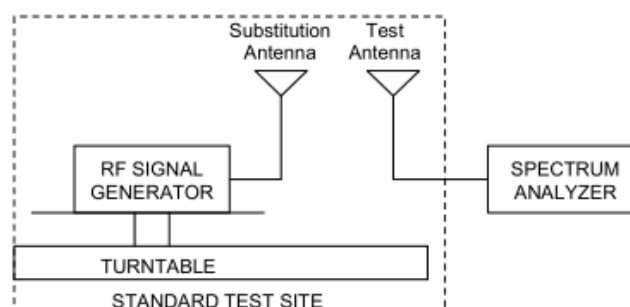 Substitution
Antenna
Test
Antenna
RF SIGNAL
GENERATOR
SPECTRUM
ANALYZER
TURNTABLE
STANDARD TEST SITE